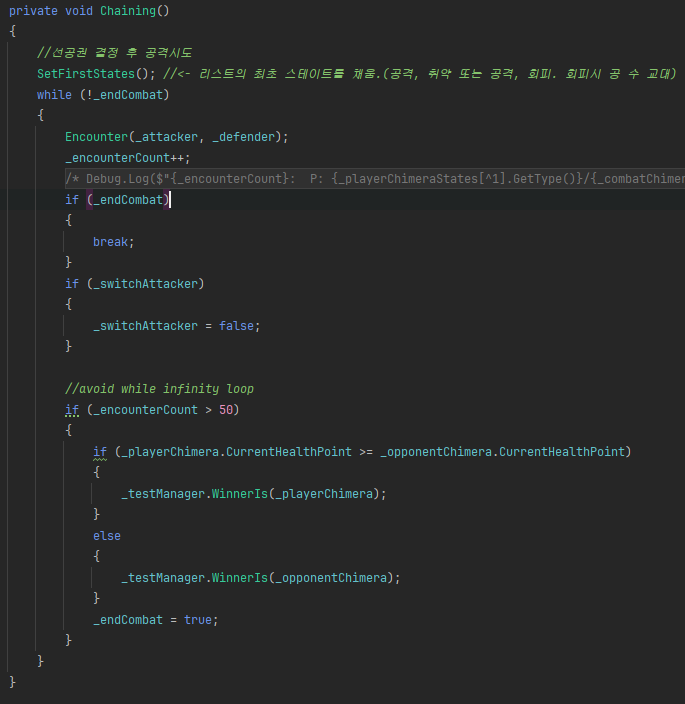 private void Chaining()
{
//선공권 결정 후 공격시도
SetFirstStates(); //<- 리스트의 최초 스테이트를 채움.(공격, 취약 또는 공격, 회피. 회피시 공 수 교대)
while (!_endCombat)
{
Encounter(_attacker, _defender);
_encounterCount++;
/* Debug.Log($"{_encounterCount}:  P: {_playerChimeraStates[^1].GetType()}/{_combatChimer
if (_endCombat)
{
break;
}
if (_switchAttacker)
{
_switchAttacker = false;
}
//avoid while infinity loop
if (_encounterCount > 50)
{
if (_playerChimera.CurrentHealthPoint >= _opponentChimera.CurrentHealthPoint)
{
_testManager.WinnerIs(_playerChimera);
}
else
{
_testManager.WinnerIs(_opponentChimera);
}
_endCombat = true;
}
}
}